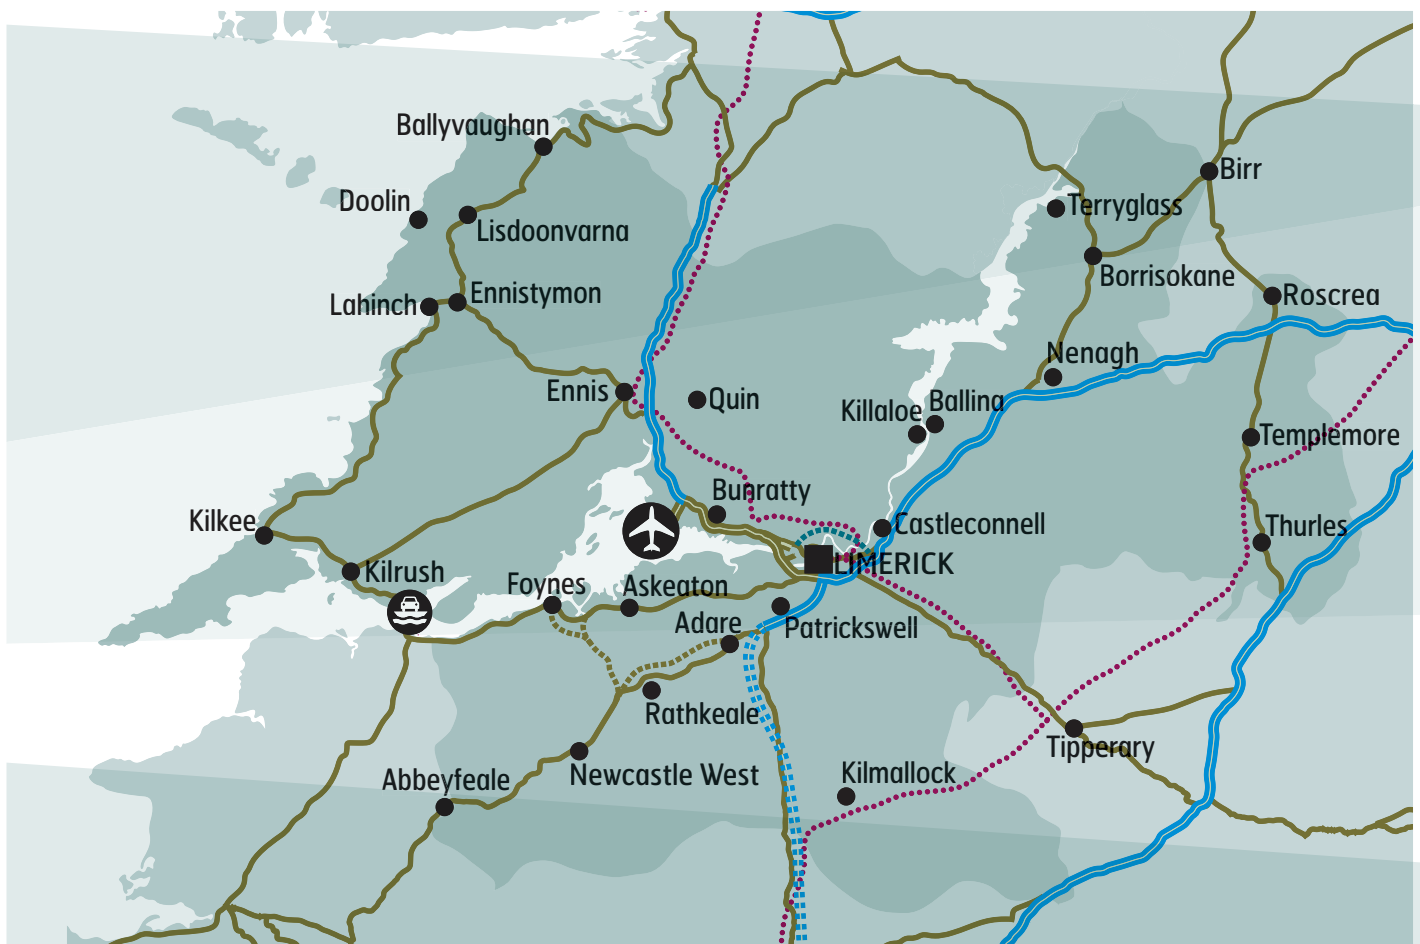 Ballyvaughan
Birr
Doolin
Terryglass
Lisdoonvarna
Borrisokane
Ennistymon
Roscrea
Lahinch
Nenagh
Ennis
Quin
Killaloe
Ballina
Templemore
Bunratty
Kilkee
Castleconnell
Thurles
LIMERICK
Kilrush
Foynes
Askeaton
Adare
Patrickswell
Rathkeale
Tipperary
Newcastle West
Kilmallock
Abbeyfeale